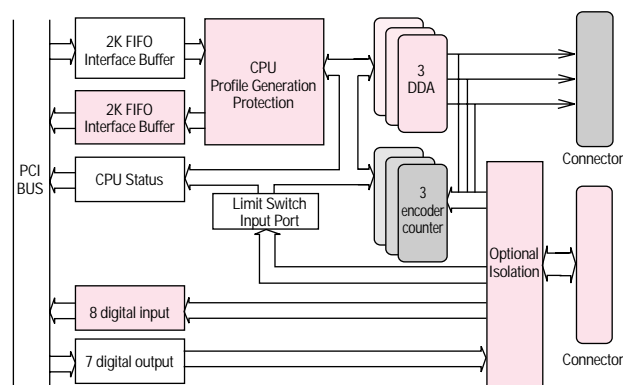 2K FIFO
Interface Buffer
CPU
Profile Generation
Protection
3
DDA
2K FIFO
Interface Buffer
Connector
PCI
BUS
CPU Status
Limit Switch
Input Port
3
encoder
counter
Optional
Isolation
8 digital input
7 digital output
Connector